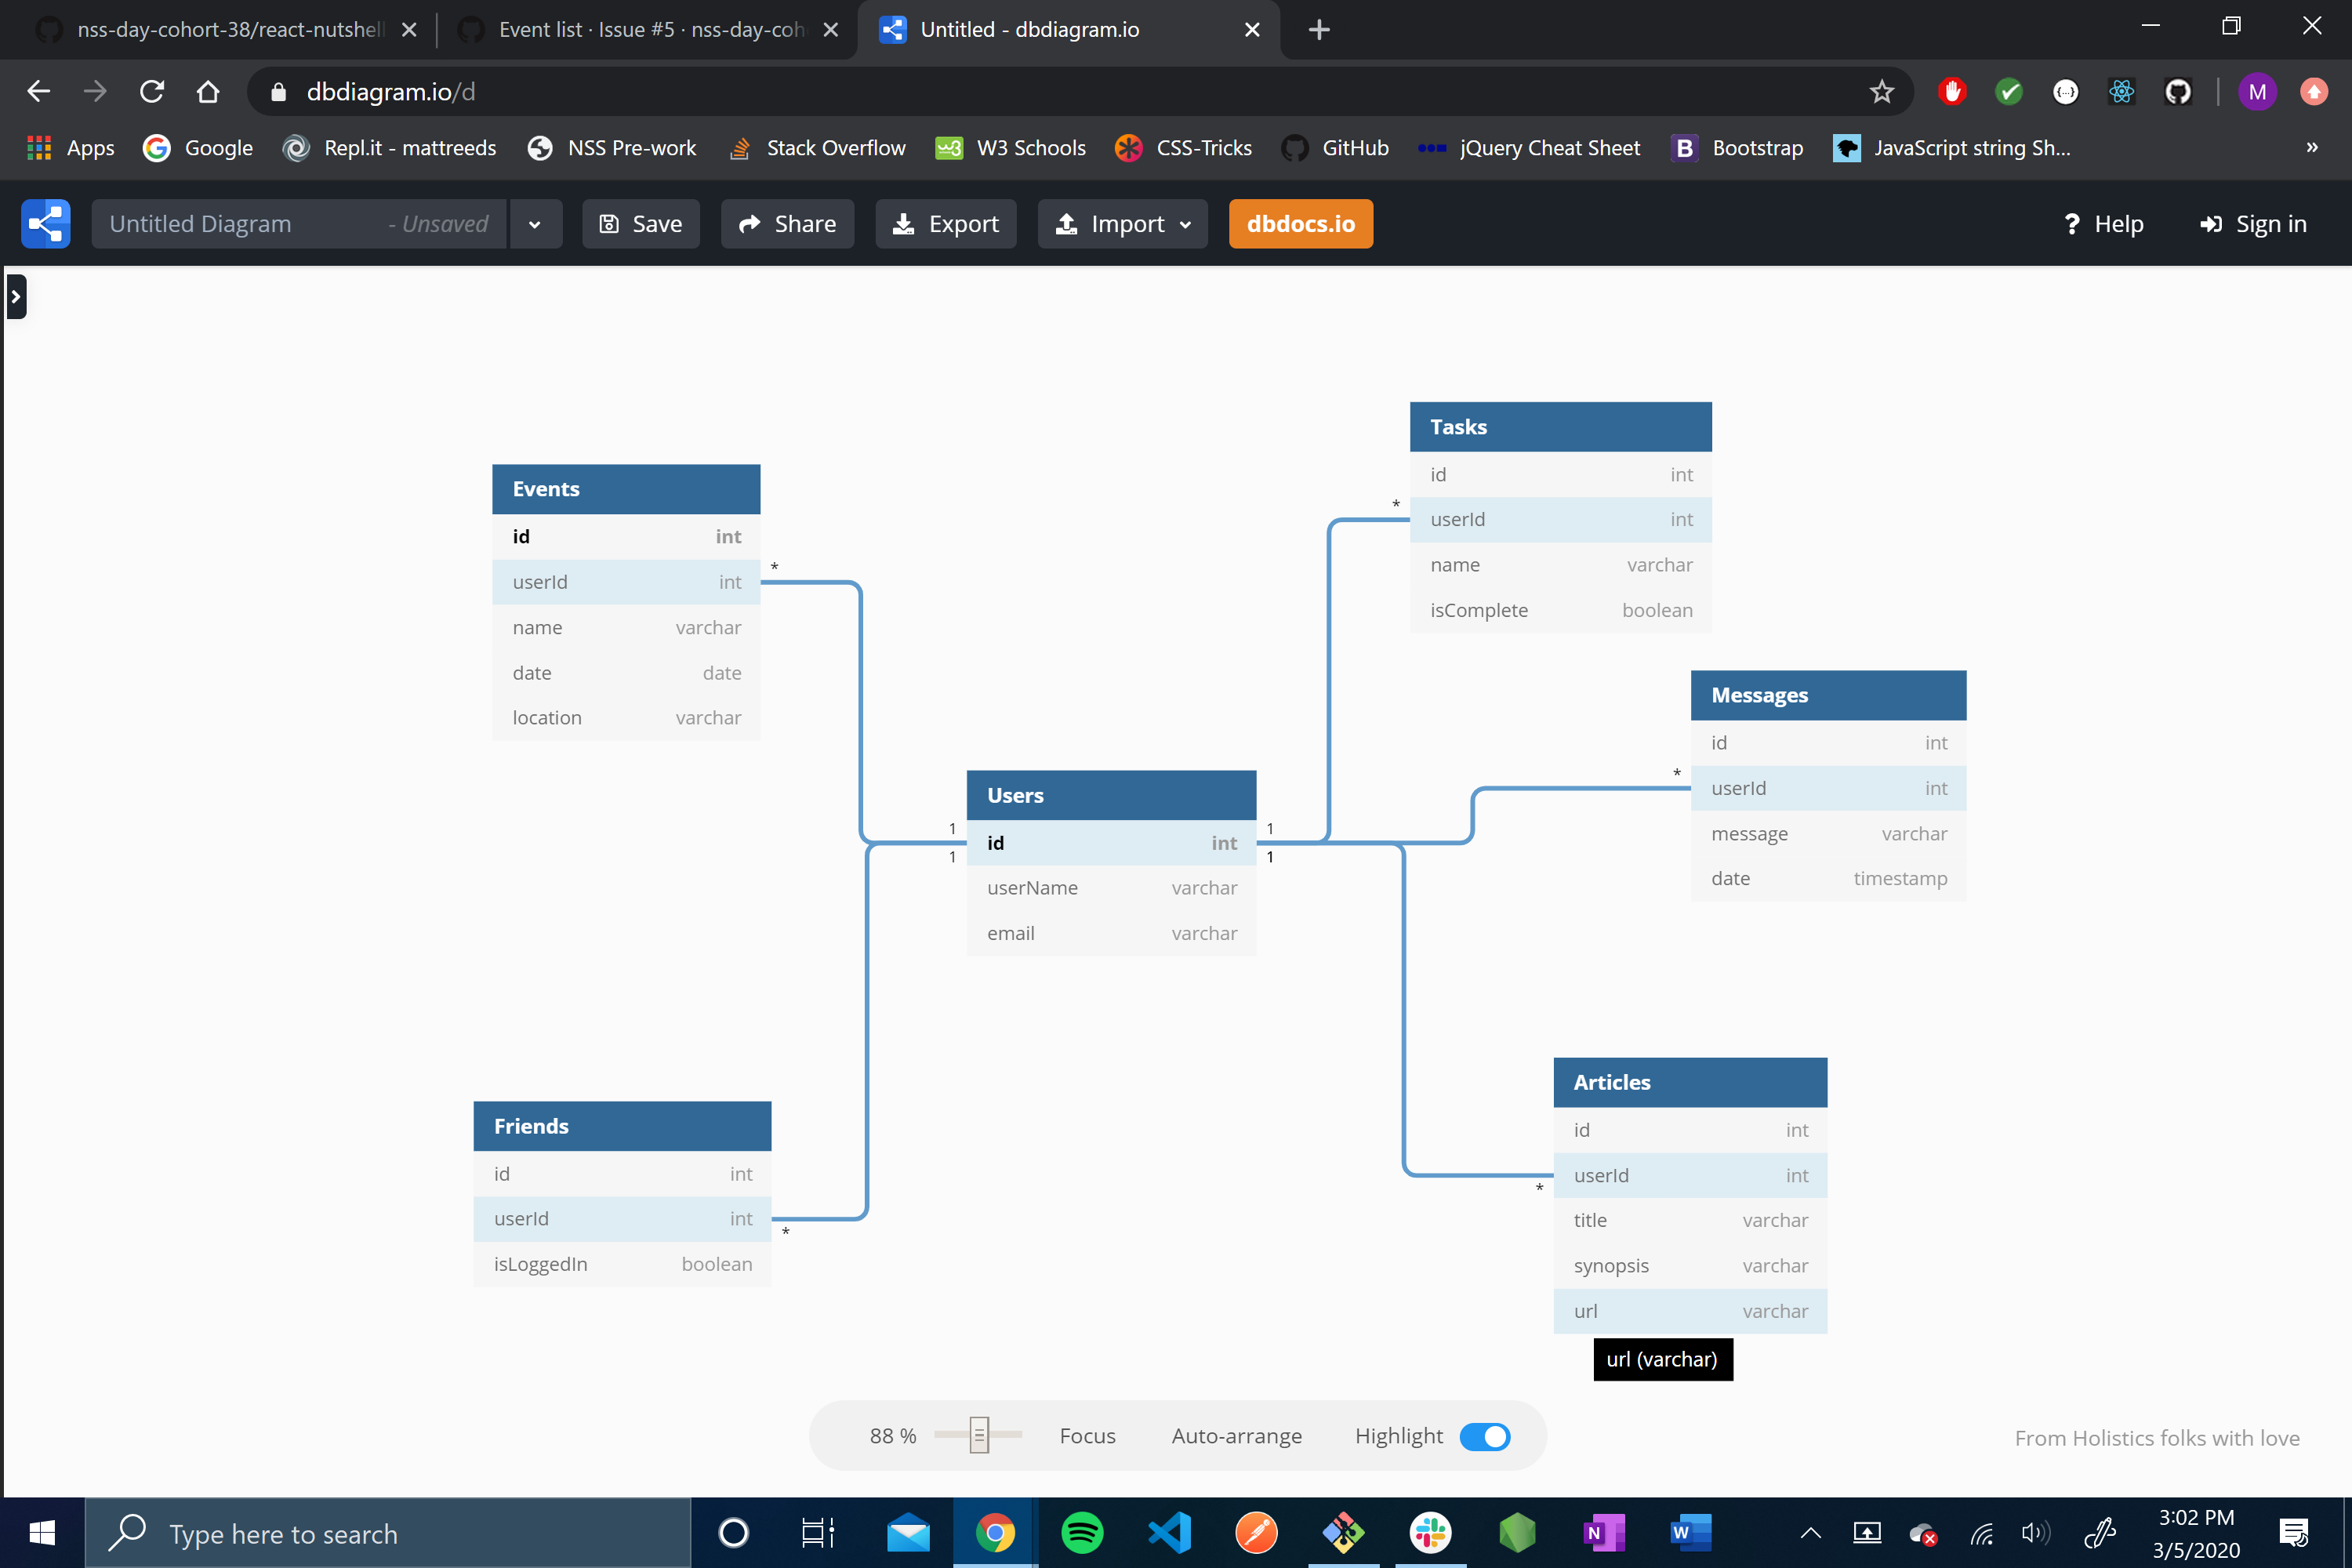 nss-day-cohort-38/react-nutshell
Event list · Issue #5 · nss-day-coh
Untitled - dbdiagram.io
dbdiagram.io/d
M
Apps
Google
Repl.it - mattreeds
NSS Pre-work
Stack Overflow
W3 Schools
CSS-Tricks
GitHub
jQuery Cheat Sheet
B
Bootstrap
JavaScript string Sh...
»
Untitled Diagram
- Unsaved
Save
Share
Export
Import
dbdocs.io
? Help
Sign in
Tasks
id int
userId int
name varchar
isComplete boolean
*
Events
id int
userId int
name varchar
date date
location varchar
*
Messages
id int
userId int
message varchar
date timestamp
*
Users
id int
userName varchar
email varchar
1
1
1
1
Friends
id int
userId int
isLoggedIn boolean
*
Articles
id int
userId int
title varchar
synopsis varchar
url varchar
*
url (varchar)
88 %
Focus
Auto-arrange
Highlight
From Holistics folks with love
Type here to search
N
W
3:02 PM
3/5/2020